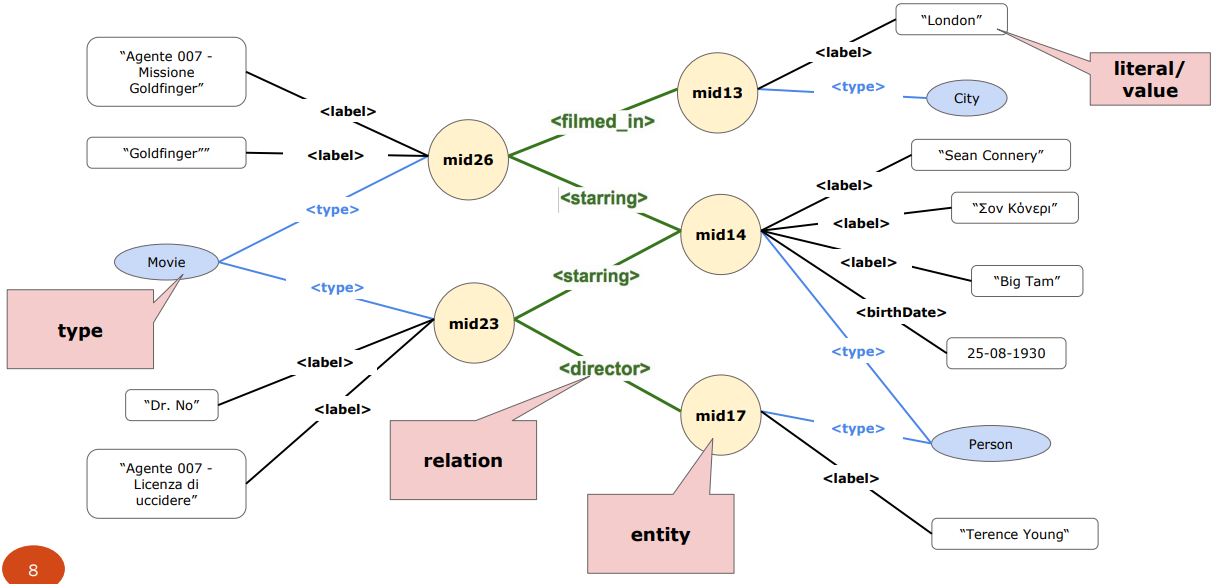 “London”
<label>
literal/
value
“Agente 007 -
Missione
Goldfinger”
<type>
City
mid13
<label>
<filmed_in>
“Goldfinger””
<label>
mid26
“Sean Connery”
<label>
<type>
<starring>
“Σον Κόνερι”
<label>
mid14
Movie
<label>
“Big Tam”
<starring>
<type>
<birthDate>
type
mid23
25-08-1930
<type>
<label>
<director>
“Dr. No”
<label>
mid17
<type>
Person
relation
“Agente 007 -
Licenza di
uccidere”
<label>
entity
“Terence Young“
8